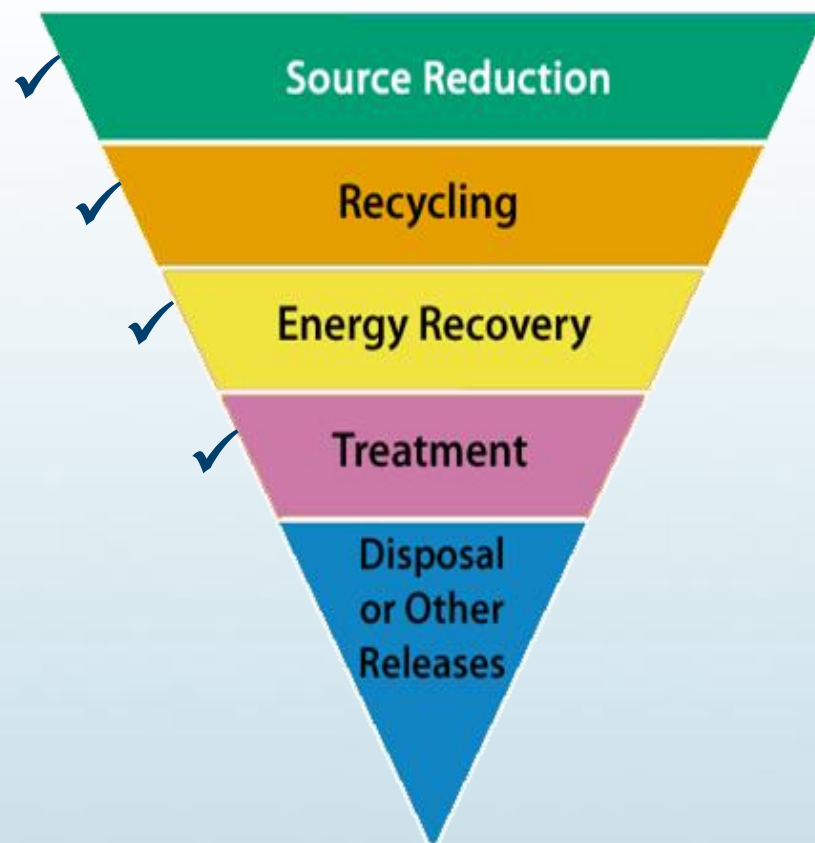 Source Reduction
Recycling
Energy Recovery
Treatment
Disposal
or Other
Releases